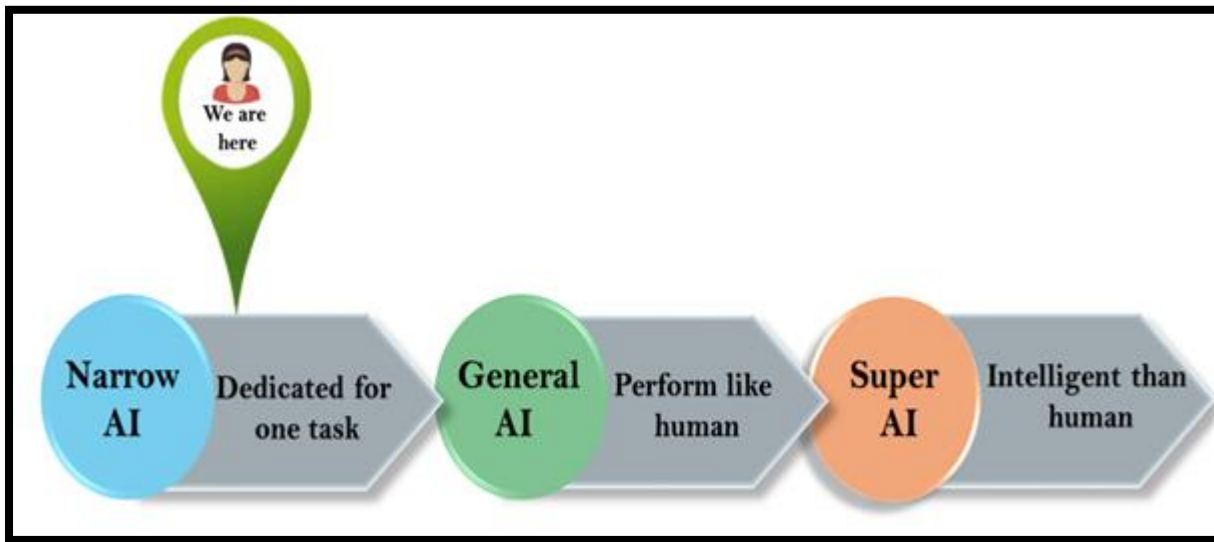 We are
here
Narrow
AI
Dedicated for
one task
General
AI
Perform like
human
Super
AI
Intelligent than
human